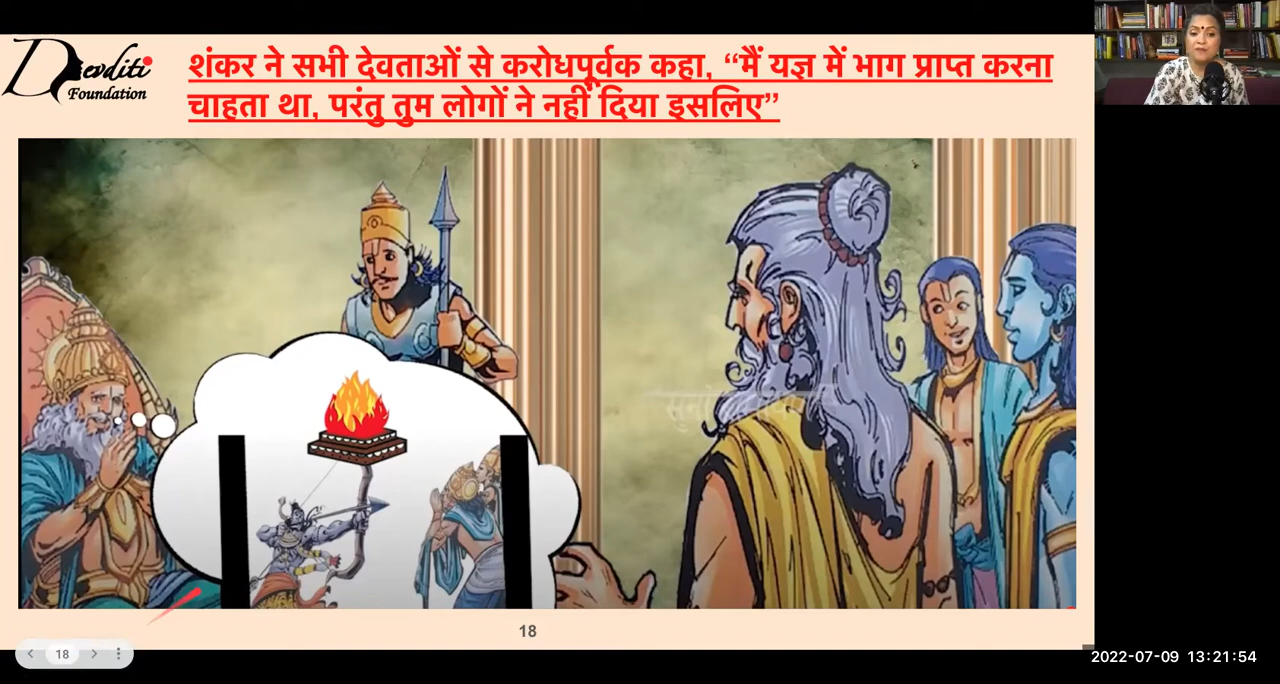 Devditi
Foundation
शंकर ने सभी देवताओं से करोधपूर्वक कहा, “मैं यज्ञ में भाग प्राप्त करना
चाहता था, परंतु तुम लोगों ने नहीं दिया इसलिए”
18
18
2022-07-09 13:21:54